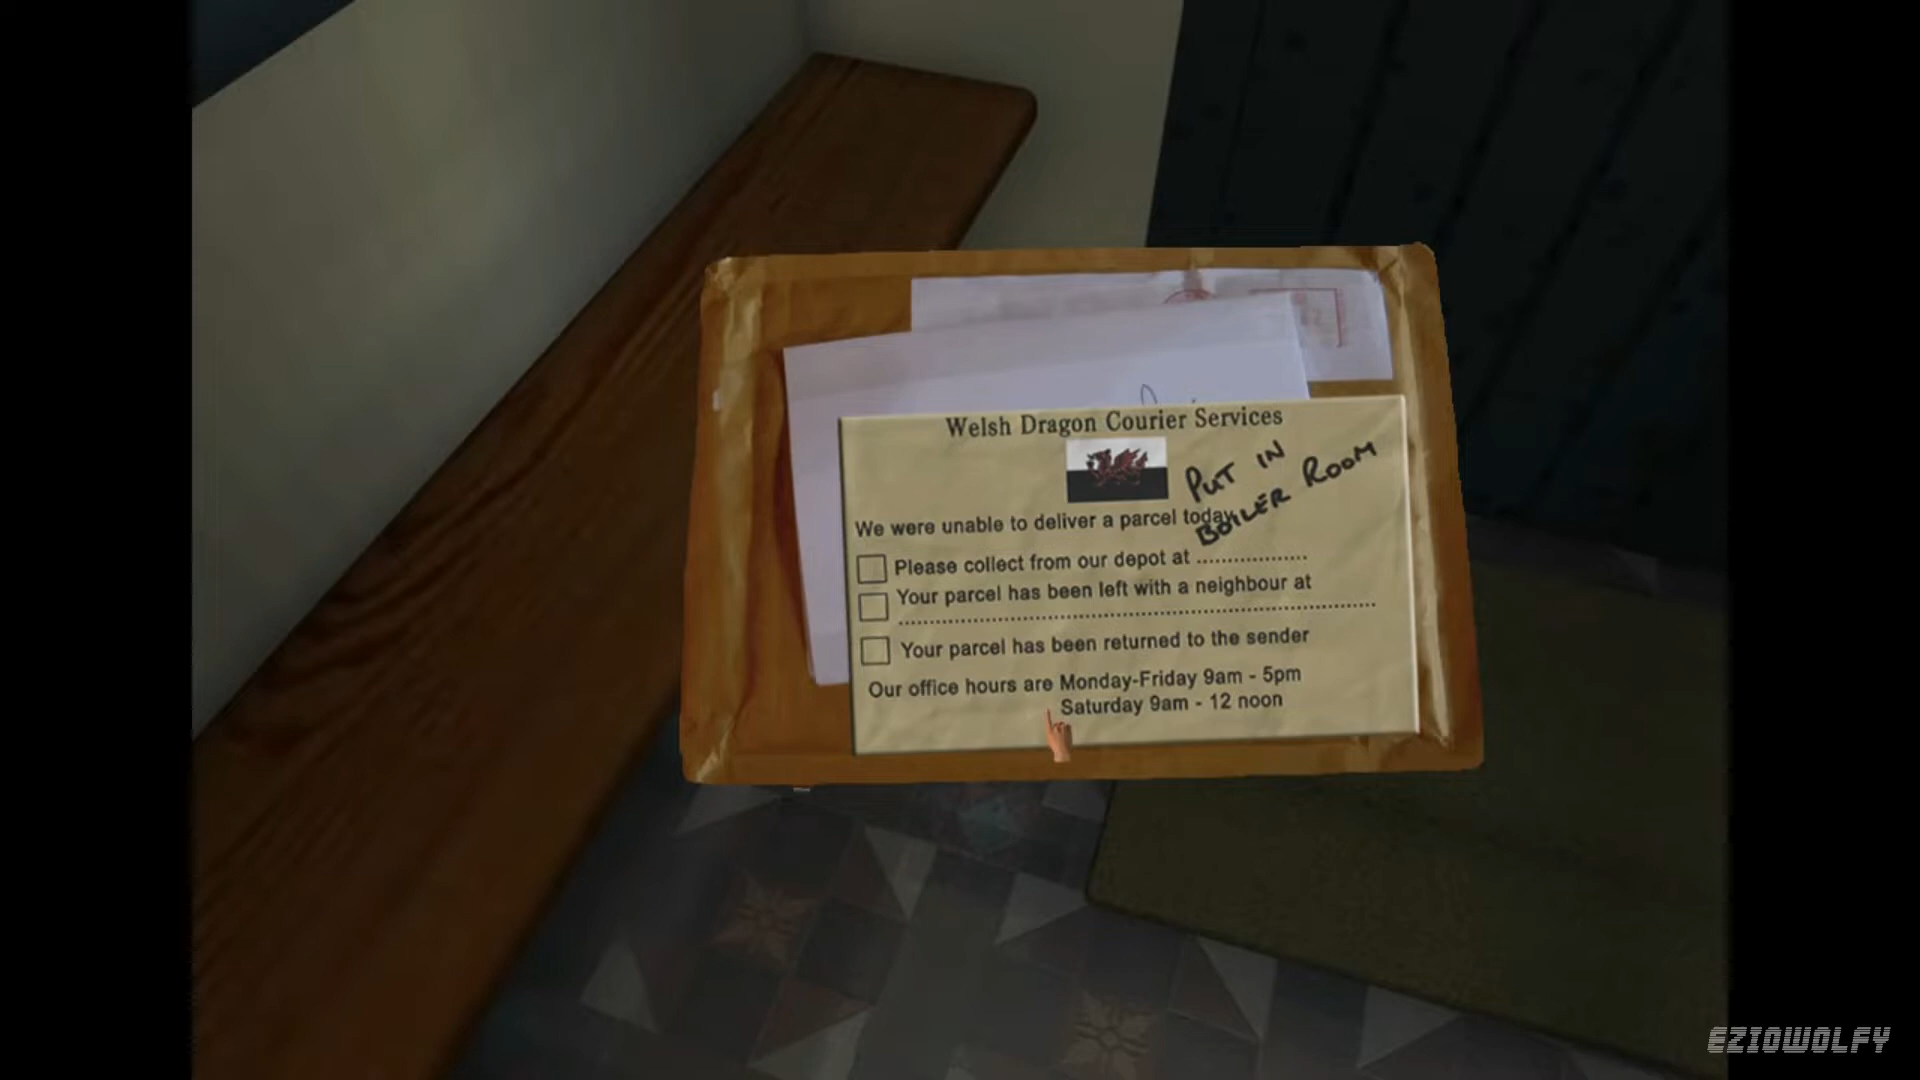 Welsh Dragon Courier Services
PUT IN
BOILER ROOM
We were unable to deliver a parcel today
Please collect from our depot at ..................
Your parcel has been left with a neighbour at
..............................................................
Your parcel has been returned to the sender
Our office hours are Monday-Friday 9am - 5pm
Saturday 9am - 12 noon
EZIOWOLFY